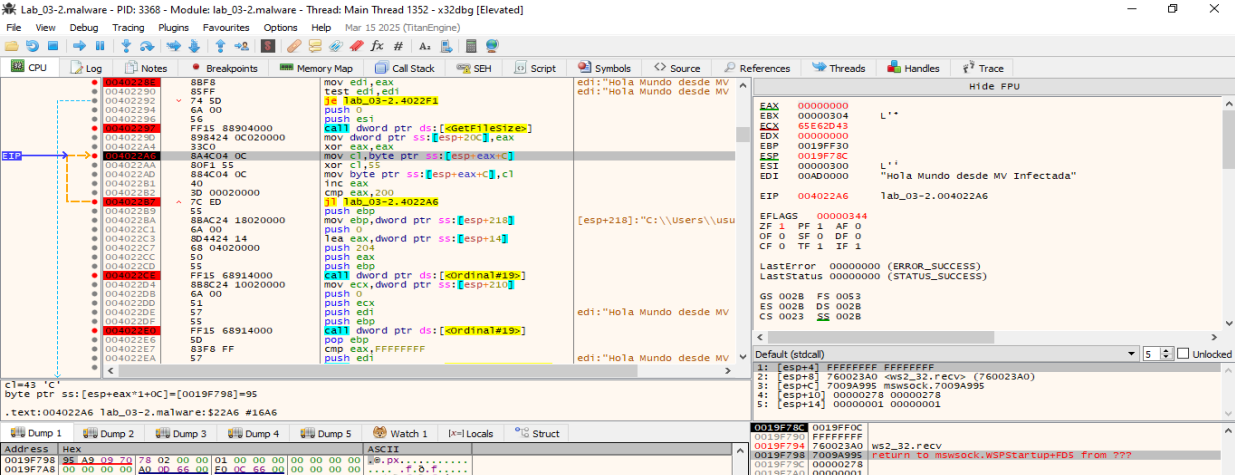 Lab_03-2.malware - PID: 3368 - Module: lab_03-2.malware - Thread: Main Thread 1352 - x32dbg [Elevated]
File View Debug Tracing Plugins Favourites Options Help Mar 15 2025 (TitanEngine)
CPU Log Notes Breakpoints Memory Map Call Stack SEH Script Symbols Source References Threads Handles Trace
0040228E 8BF8 mov edi,eax edi:"Hola Mundo desde MV
00402290 85FF test edi,edi edi:"Hola Mundo desde MV
00402292 74 5D je lab_03-2.4022F1
00402294 6A 00 push 0
00402296 56 push esi
00402297 FF15 88904000 call dword ptr ds:[<GetFileSize>]
0040229D 898424 0C020000 mov dword ptr ss:[esp+20C],eax
004022A4 33C0 xor eax,eax
EIP 004022A6 8A4C04 0C mov cl,byte ptr ss:[esp+eax+C]
004022AA 80F1 55 xor cl,55
004022AD 884C04 0C mov byte ptr ss:[esp+eax+C],cl
004022B1 40 inc eax
004022B2 3D 00020000 cmp eax,200
004022B7 7C ED jl lab_03-2.4022A6
004022B9 55 push ebp
004022BA 8BAC24 18020000 mov ebp,dword ptr ss:[esp+218] [esp+218]:"C:\\Users\\usu
004022C1 6A 00 push 0
004022C3 8D4424 14 lea eax,dword ptr ss:[esp+14]
004022C7 68 04020000 push 204
004022CC 50 push eax
004022CD 55 push ebp
004022CE FF15 68914000 call dword ptr ds:[<Ordinal#19>]
004022D4 8B8C24 10020000 mov ecx,dword ptr ss:[esp+210]
004022DB 6A 00 push 0
004022DD 51 push ecx
004022DE 57 push edi edi:"Hola Mundo desde MV
004022DF 55 push ebp
004022E0 FF15 68914000 call dword ptr ds:[<Ordinal#19>]
004022E6 5D pop ebp
004022E7 83F8 FF cmp eax,FFFFFFFF
004022EA 57 push edi edi:"Hola Mundo desde MV
cl=43 'C'
byte ptr ss:[esp+eax*1+0C]=[0019F798]=95
.text:004022A6 lab_03-2.malware:$22A6 #16A6
Hide FPU
EAX 00000000
EBX 00000304
ECX 65E62D43
EDX 00000000
EBP 0019FF30
ESP 0019F78C
ESI 00000300
EDI 00AD0000 "Hola Mundo desde MV Infectada"
EIP 004022A6 lab_03-2.004022A6
EFLAGS 00000344
ZF 1 PF 1 AF 0
OF 0 SF 0 DF 0
CF 0 TF 1 IF 1
LastError 00000000 (ERROR_SUCCESS)
LastStatus 00000000 (STATUS_SUCCESS)
GS 002B FS 0053
ES 002B DS 002B
CS 0023 SS 002B
Default (stdcall) 5 Unlocked
1: [esp+4] FFFFFFFF FFFFFFFF
2: [esp+8] 760023A0 <ws2_32.recv> (760023A0)
3: [esp+C] 7009A995 mswsock.7009A995
4: [esp+10] 00000278 00000278
5: [esp+14] 00000001 00000001
Dump 1 Dump 2 Dump 3 Dump 4 Dump 5 Watch 1 Locals Struct
Address Hex ASCII
0019F798 95 A9 09 70 78 02 00 00 01 00 00 00 00 00 00 00
0019F7A8 00 00 00 00 A0 0D 66 00 F0 0C 66 00 00 00 00 00
0019F78C 0019FF0C
0019F790 FFFFFFFF
0019F794 760023A0 ws2_32.recv
0019F798 7009A995 return to mswsock.WSPStartup+FD5 from ???
0019F79C 00000278
0019F7A0 00000001